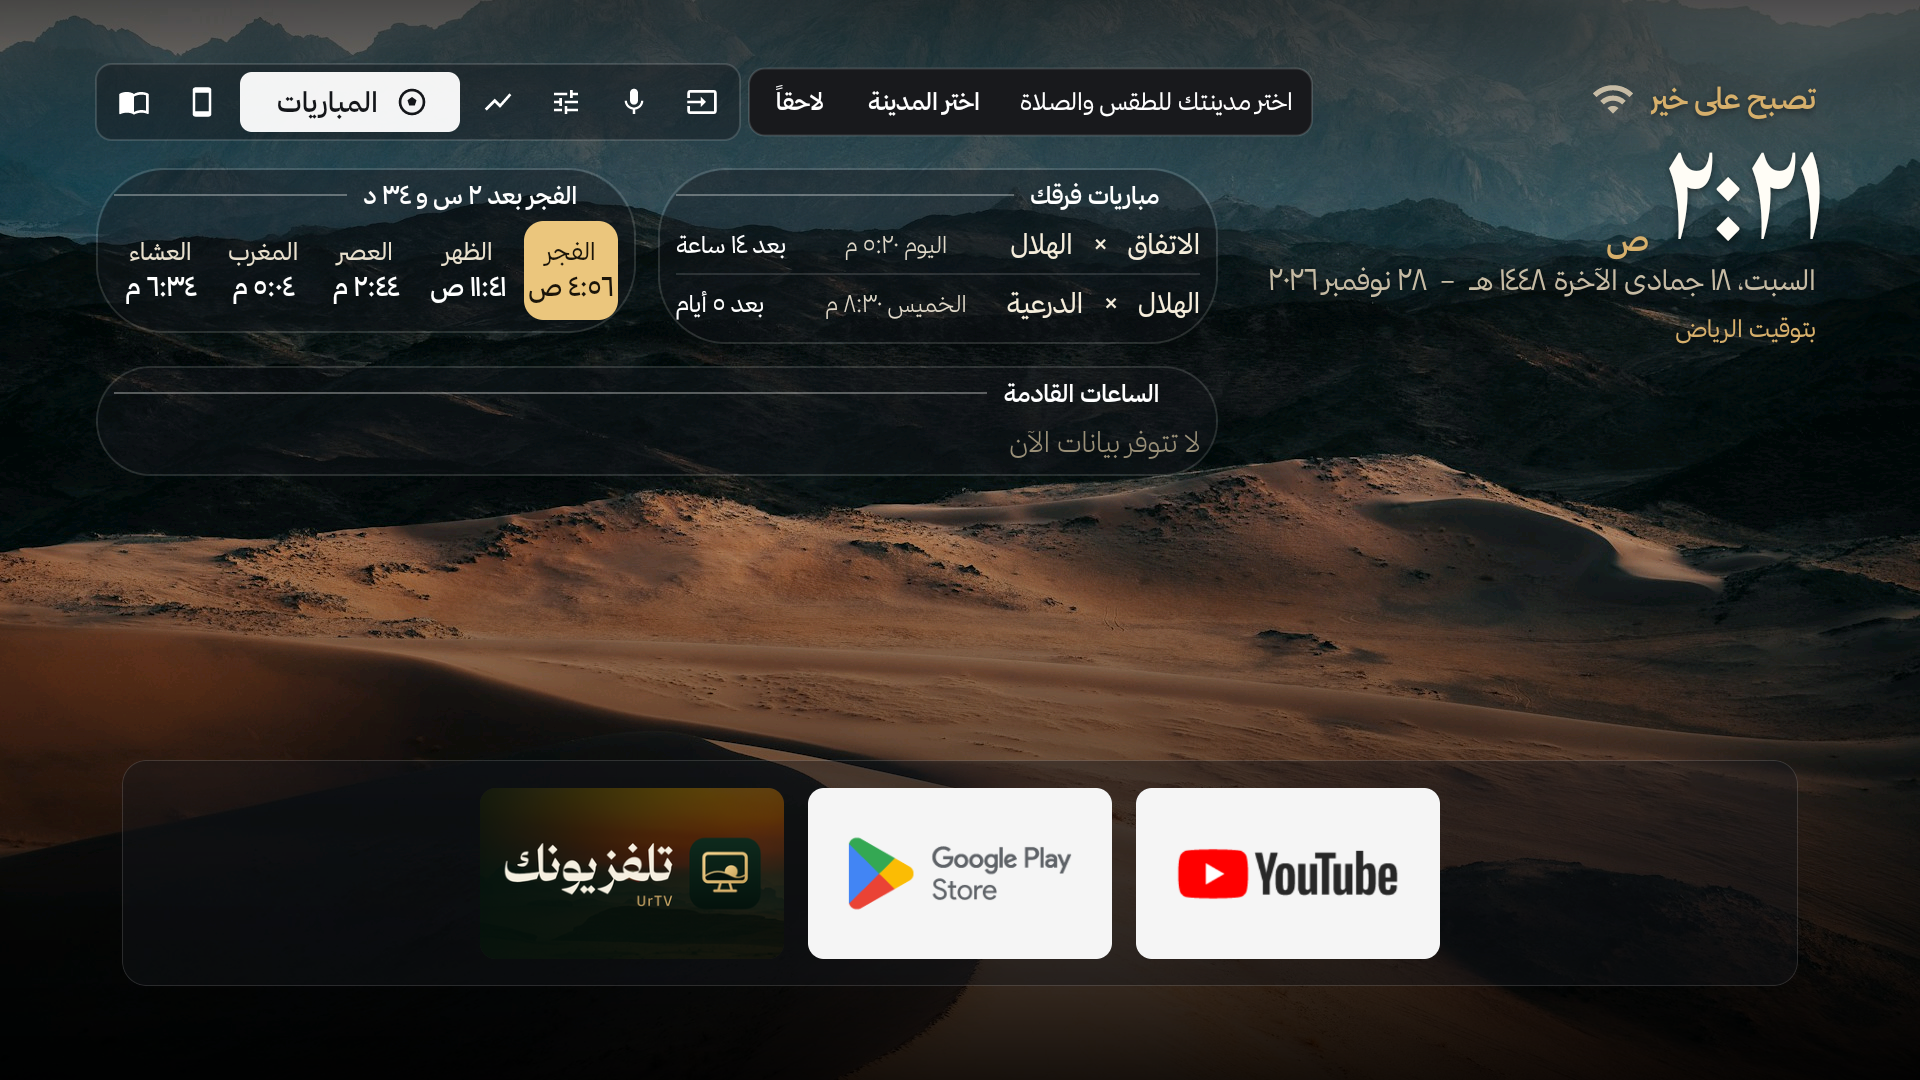 تصبح على خير
٢:٢١ ص
السبت، ١٨ جمادى الآخرة ١٤٤٨ هـ – ٢٨ نوفمبر ٢٠٢٦
بتوقيت الرياض
اختر مدينتك للطقس والصلاة اختر المدينة لاحقاً
المباريات
مباريات فرقك
الاتفاق × الهلال اليوم ٥:٢٠ م بعد ١٤ ساعة
الهلال × الدرعية الخميس ٨:٣٠ م بعد ٥ أيام
الفجر بعد ٢ س و ٣٤ د
الفجر الظهر العصر المغرب العشاء
٤:٥٦ ص ١١:٤١ ص ٢:٤٤ م ٥:٠٤ م ٦:٣٤ م
الساعات القادمة
لا تتوفر بيانات الآن
YouTube
Google Play
Store
تلفزيونك
UrTV